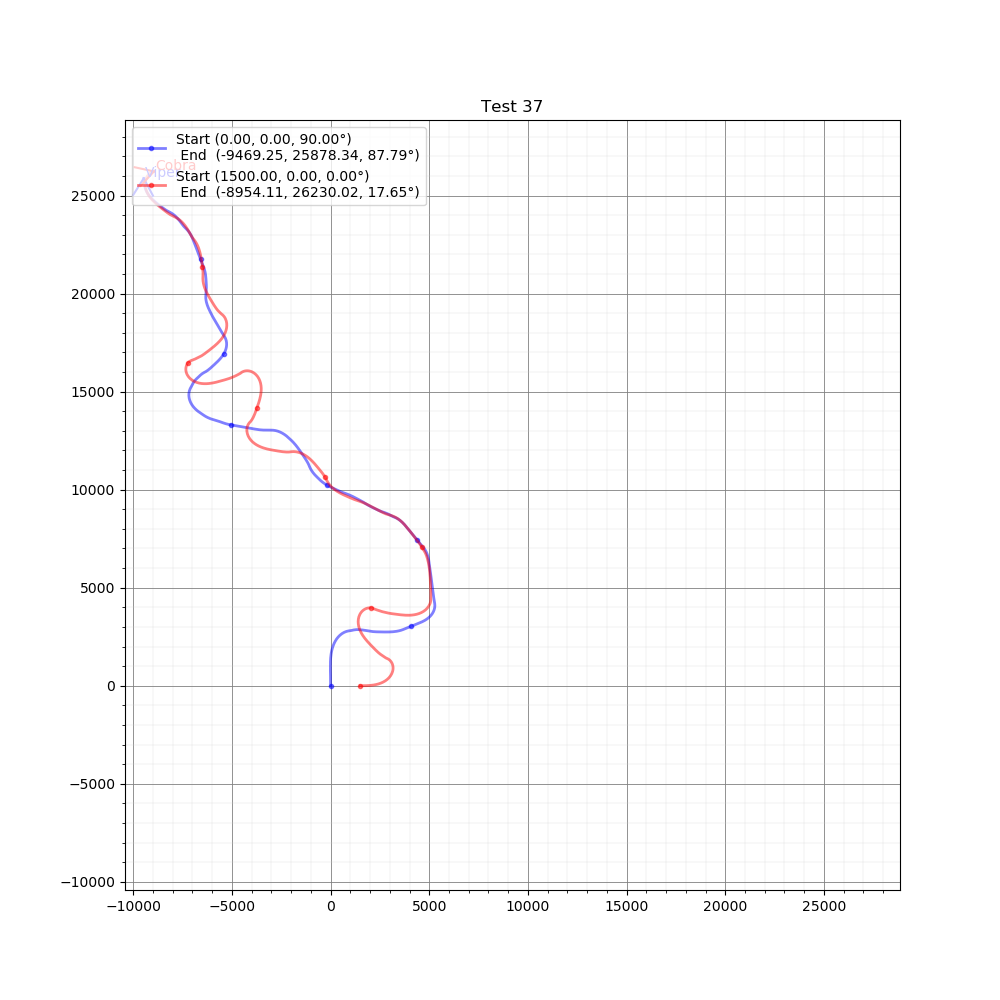 Test 37
Start (0.00, 0.00, 90.00°)
End (-9469.25, 25878.34, 87.79°)
Start (1500.00, 0.00, 0.00°)
End (-8954.11, 26230.02, 17.65°)
Cobra
Viper
25000
20000
15000
10000
5000
0
−5000
−10000
−10000 −5000 0 5000 10000 15000 20000 25000